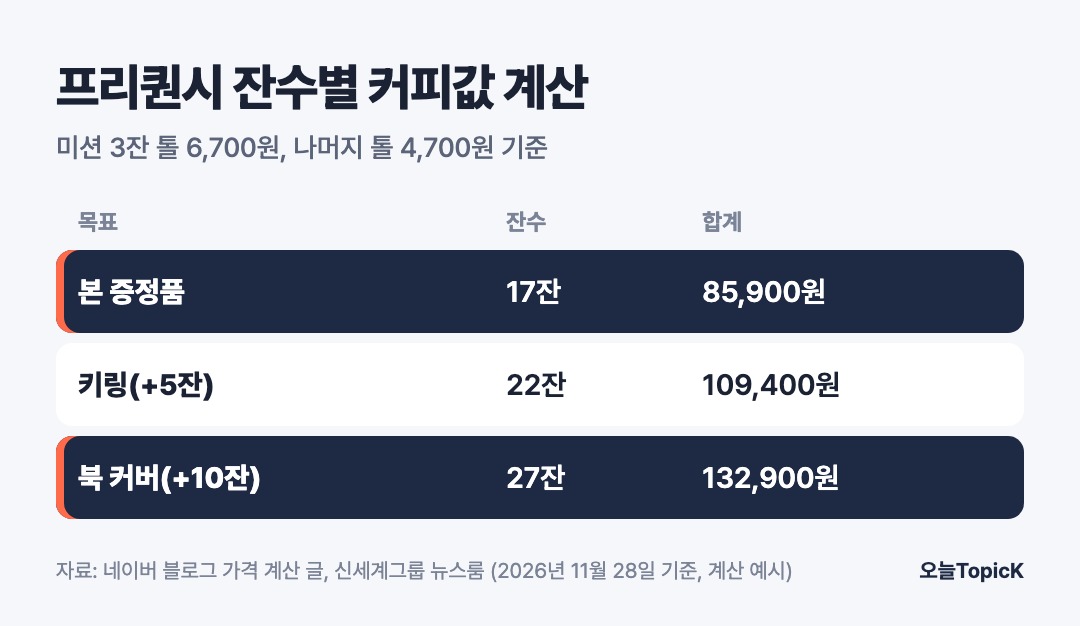 프리퀀시 잔수별 커피값 계산
미션 3잔 톨 6,700원, 나머지 톨 4,700원 기준
목표 잔수 합계
본 증정품 17잔 85,900원
키링(+5잔) 22잔 109,400원
북 커버(+10잔) 27잔 132,900원
자료: 네이버 블로그 가격 계산 글, 신세계그룹 뉴스룸 (2026년 11월 28일 기준, 계산 예시) 오늘TopicK